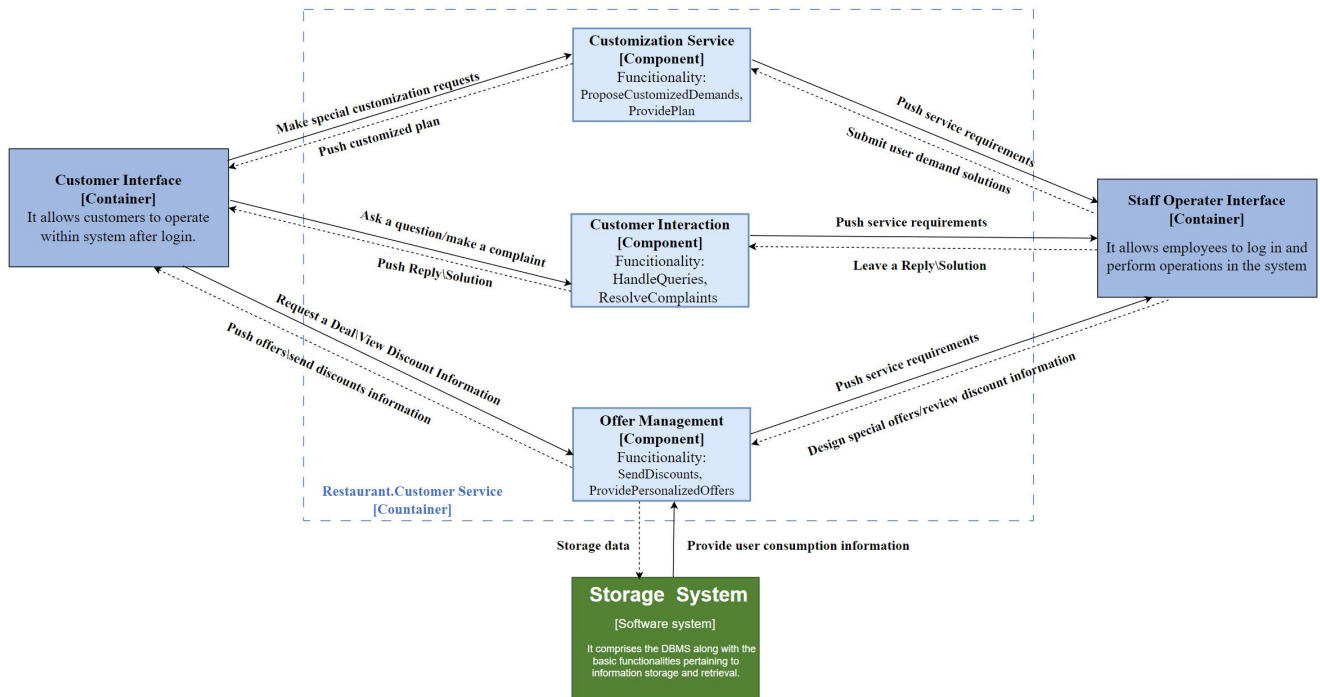 Customization Service
[Component]
Funcitionality:
ProposeCustomizedDemands,
ProvidePlan
Make special customization requests
Push customized plan
Push service requirements
Submit user demand solutions
Customer Interface
[Container]
It allows customers to operate
within system after login.
Ask a question/make a complaint
Push Reply\Solution
Customer Interaction
[Component]
Funcitionality:
HandleQueries,
ResolveComplaints
Push service requirements
Leave a Reply\Solution
Staff Operater Interface
[Container]
It allows employees to log in and
perform operations in the system
Request a Deal\View Discount Information
Push offers\send discounts information
Offer Management
[Component]
Funcitionality:
SendDiscounts,
ProvidePersonalizedOffers
Push service requirements
Design special offers/review discount information
Restaurant.Customer Service
[Countainer]
Storage data
Provide user consumption information
Storage System
[Software system]
It comprises the DBMS along with the
basic functionalities pertaining to
information storage and retrieval.